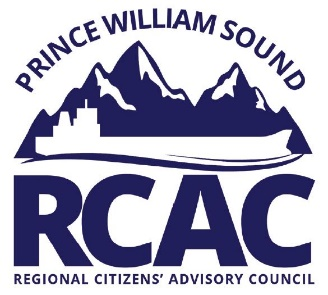 PRINCE WILLIAM SOUND
RCAC
REGIONAL CITIZENS' ADVISORY COUNCIL